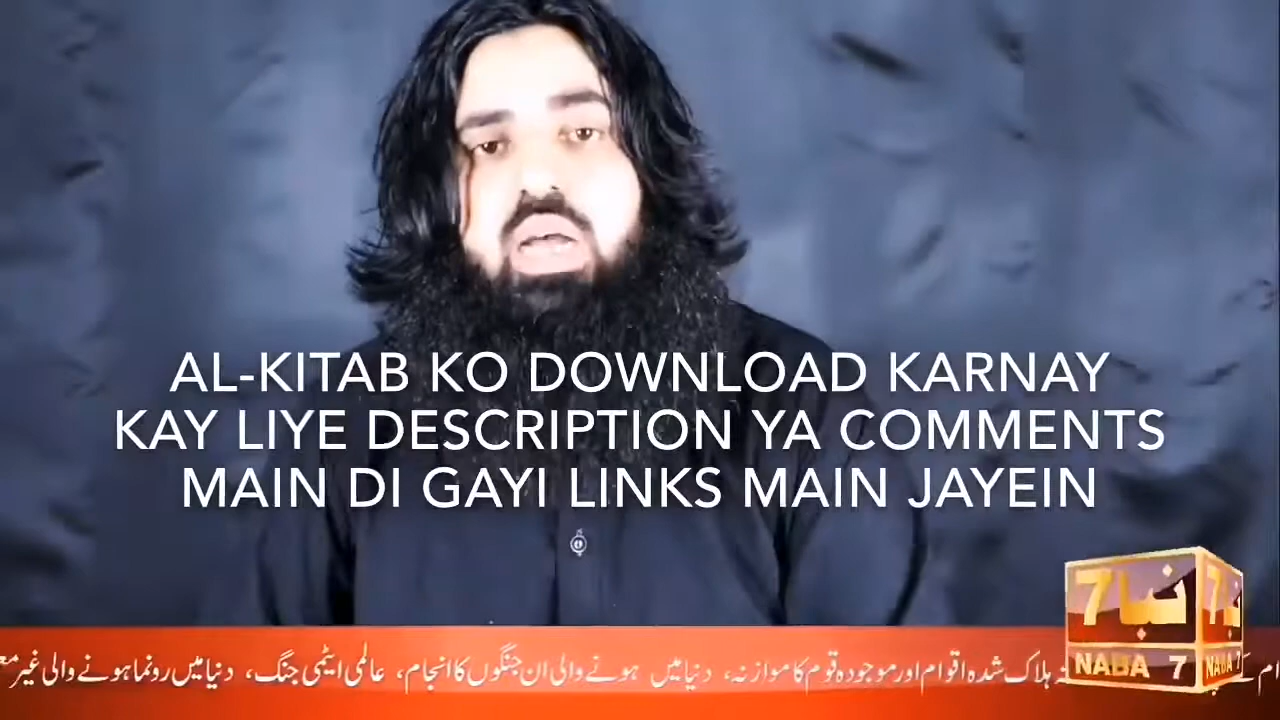 AL-KITAB KO DOWNLOAD KARNAY
KAY LIYE DESCRIPTION YA COMMENTS
MAIN DI GAYI LINKS MAIN JAYEIN
7 نبا
NABA 7
ہلاک شدہ اقوام اور موجودہ قوم کا موازنہ، دنیا میں ہونے والی ان جنگوں کا انجام، عالمی ایٹمی جنگ، دنیا میں رونما ہونے والی غیر